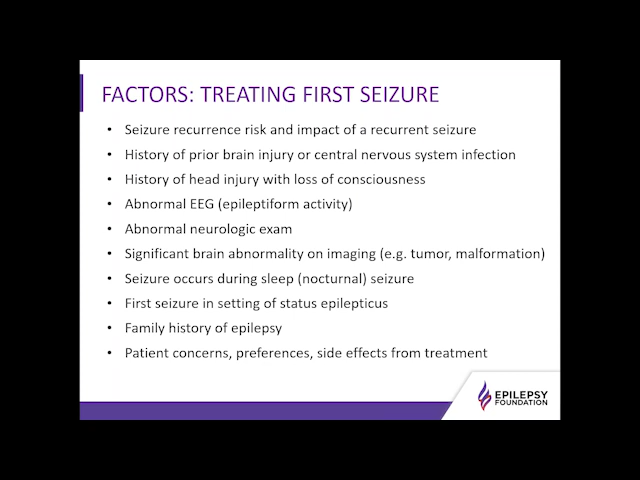 FACTORS: TREATING FIRST SEIZURE
• Seizure recurrence risk and impact of a recurrent seizure
• History of prior brain injury or central nervous system infection
• History of head injury with loss of consciousness
• Abnormal EEG (epileptiform activity)
• Abnormal neurologic exam
• Significant brain abnormality on imaging (e.g. tumor, malformation)
• Seizure occurs during sleep (nocturnal) seizure
• First seizure in setting of status epilepticus
• Family history of epilepsy
• Patient concerns, preferences, side effects from treatment
EPILEPSY
FOUNDATION